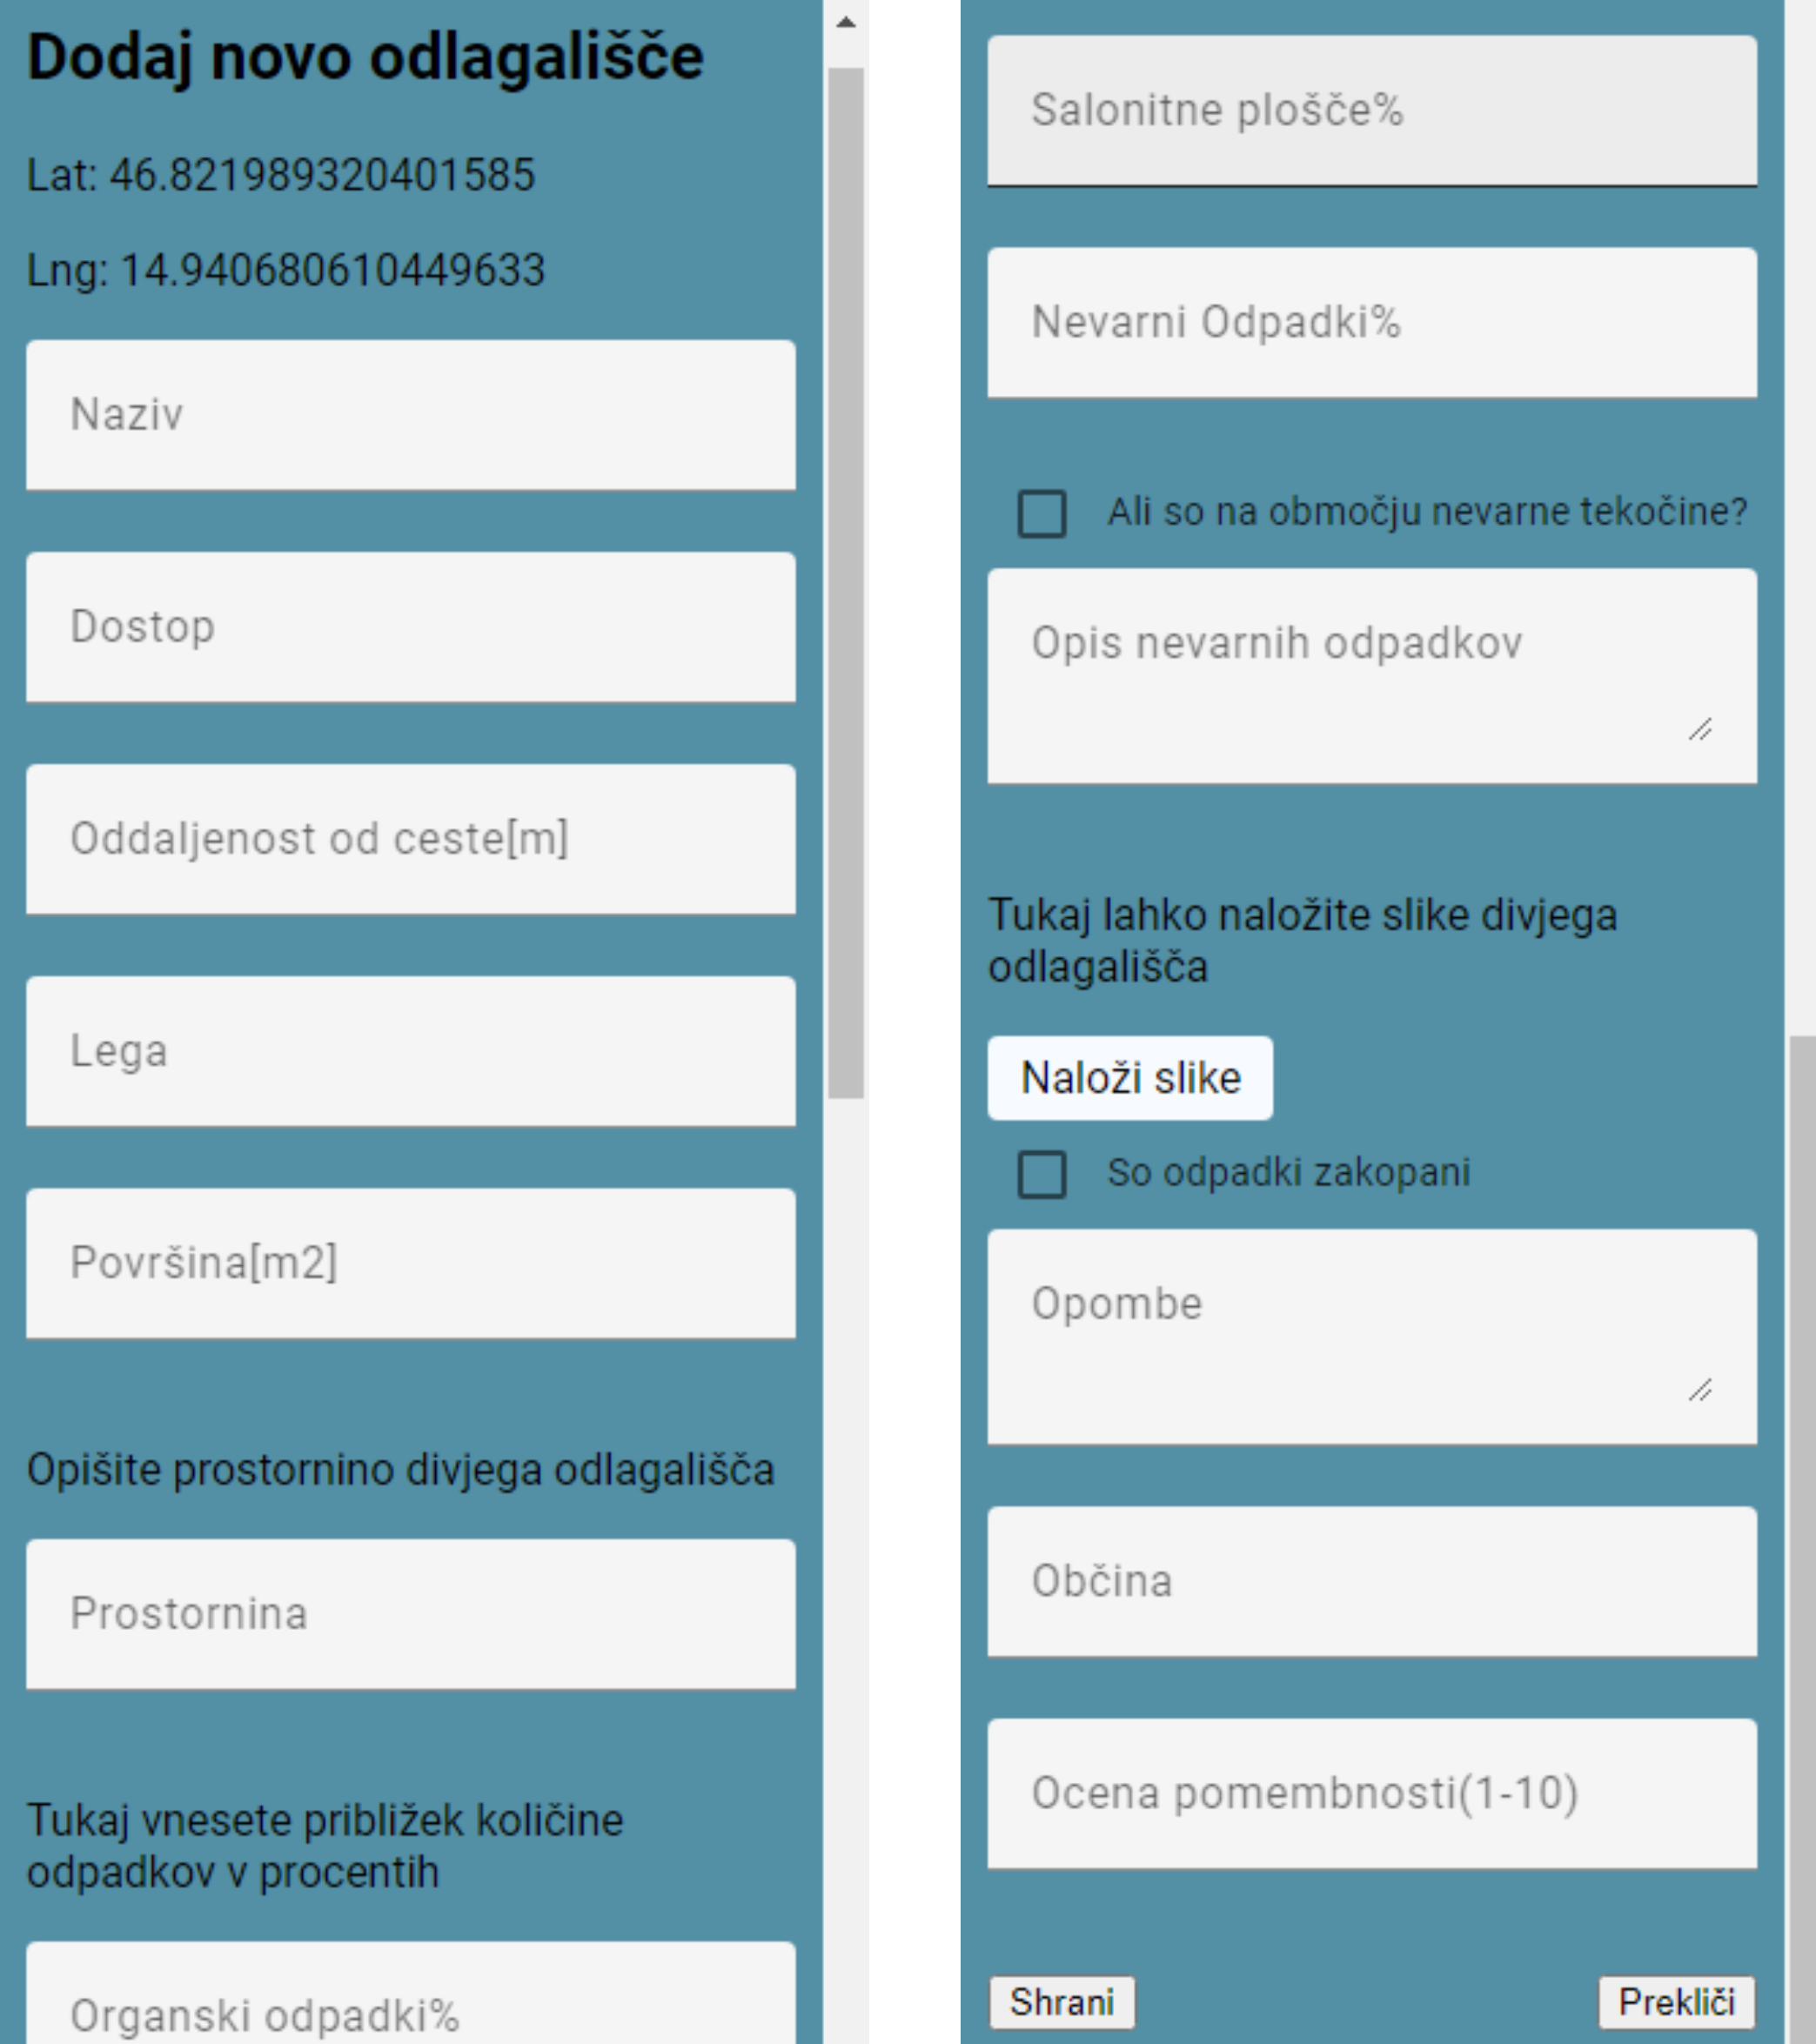 Dodaj novo odlagališče
Lat: 46.821989320401585
Lng: 14.940680610449633
Naziv
Dostop
Oddaljenost od ceste[m]
Lega
Površina[m2]
Opišite prostornino divjega odlagališča
Prostornina
Tukaj vnesete približek količine
odpadkov v procentih
Organski odpadki%
Salonitne plošče%
Nevarni Odpadki%
Ali so na območju nevarne tekočine?
Opis nevarnih odpadkov
Tukaj lahko naložite slike divjega
odlagališča
Naloži slike
So odpadki zakopani
Opombe
Občina
Ocena pomembnosti(1-10)
Shrani
Prekliči